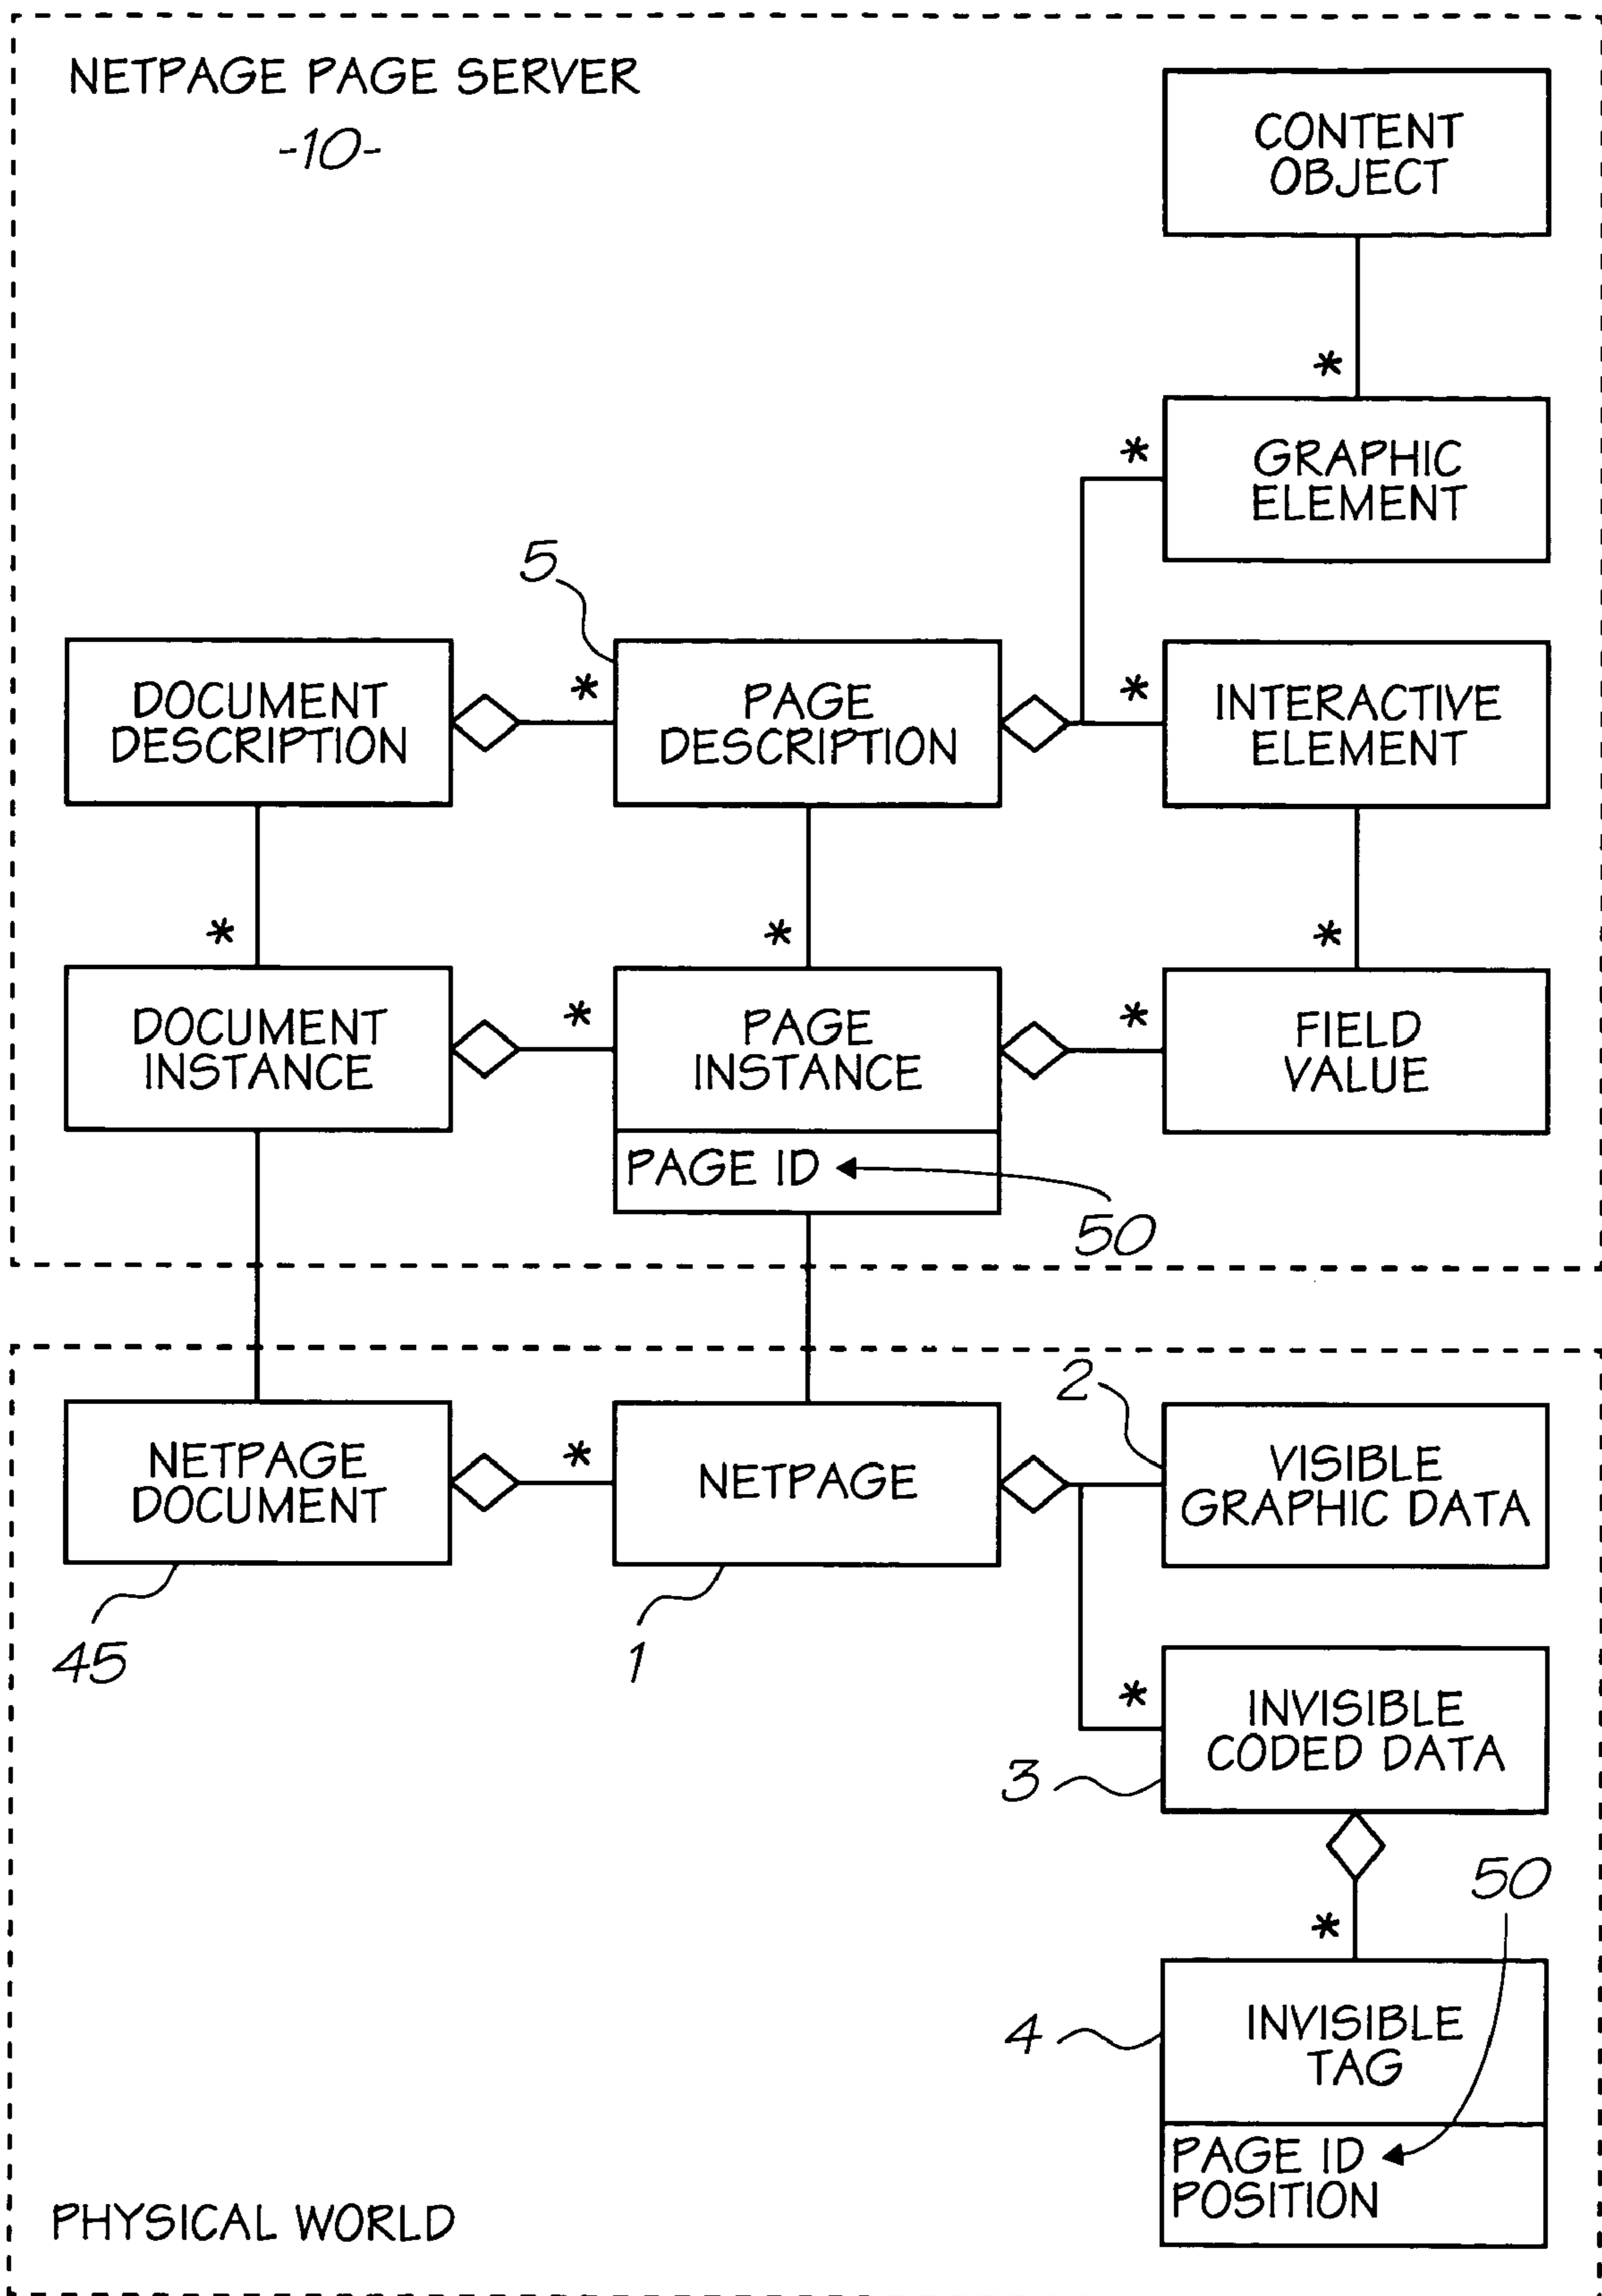 NETPAGE PAGE SERVER
-10-
CONTENT
OBJECT
*
*
GRAPHIC
ELEMENT
5
DOCUMENT
DESCRIPTION
*
PAGE
DESCRIPTION
*
INTERACTIVE
ELEMENT
*
*
*
DOCUMENT
INSTANCE
*
PAGE
INSTANCE
*
FIELD
VALUE
PAGE ID
50
2
NETPAGE
DOCUMENT
*
NETPAGE
VISIBLE
GRAPHIC DATA
45
1
*
INVISIBLE
CODED DATA
3
50
*
4
INVISIBLE
TAG
PAGE ID
POSITION
PHYSICAL WORLD